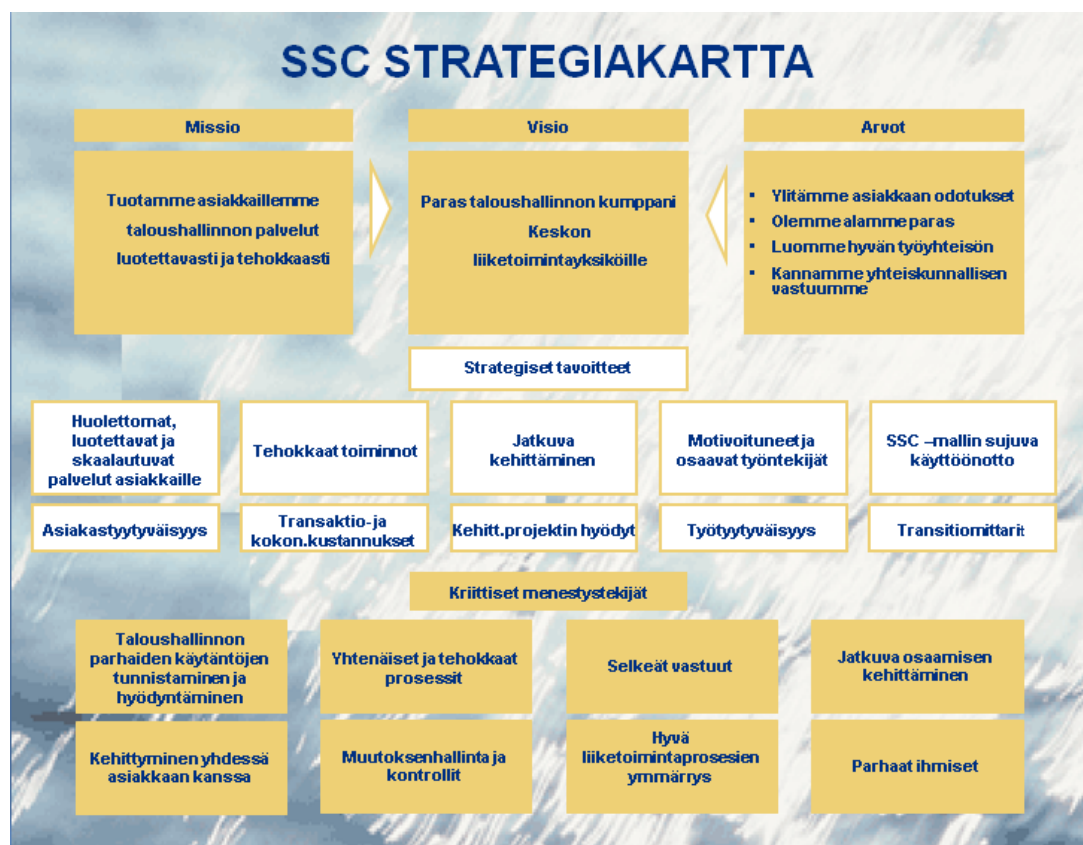 SSC STRATEGIAKARTTA
Missio
Visio
Arvot
Tuotamme asiakkaillemme
taloushallinnon palvelut
luotettavasti ja tehokkaasti
Paras taloushallinnon kumppani
Keskon
liiketoimintayksiköille
▪ Ylitämme asiakkaan odotukset
▪ Olemme alamme paras
▪ Luomme hyvän työyhteisön
▪ Kannamme yhteiskunnallisen
vastuumme
Strategiset tavoitteet
Huolettomat,
luotettavat ja
skaalautuvat
palvelut asiakkaille
Tehokkaat toiminnot
Jatkuva
kehittäminen
Motivoituneet ja
osaavat työntekijät
SSC –mallin sujuva
käyttöönotto
Asiakastyytyväisyys
Transaktio- ja
kokon.kustannukset
Kehitt.projektin hyödyt
Työtyytyväisyys
Transitiomittarit
Kriittiset menestystekijät
Taloushallinnon
parhaiden käytäntöjen
tunnistaminen ja
hyödyntäminen
Yhtenäiset ja tehokkaat
prosessit
Selkeät vastuut
Jatkuva osaamisen
kehittäminen
Kehittyminen yhdessä
asiakkaan kanssa
Muutoksenhallinta ja
kontrollit
Hyvä
liiketoimintaprosesien
ymmärrys
Parhaat ihmiset